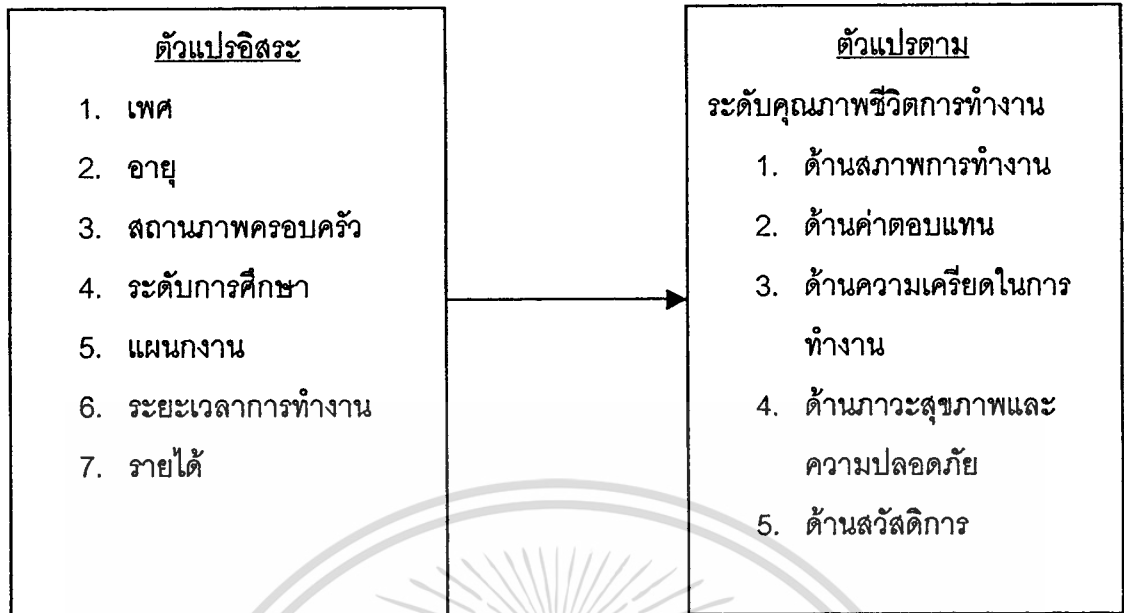 ตัวแปรอิสระ
1. เพศ
2. อายุ
3. สถานภาพครอบครัว
4. ระดับการศึกษา
5. แผนกงาน
6. ระยะเวลาการทำงาน
7. รายได้
ตัวแปรตาม
ระดับคุณภาพชีวิตการทำงาน
1. ด้านสภาพการทำงาน
2. ด้านค่าตอบแทน
3. ด้านความเครียดในการ
ทำงาน
4. ด้านภาวะสุขภาพและ
ความปลอดภัย
5. ด้านสวัสดิการ